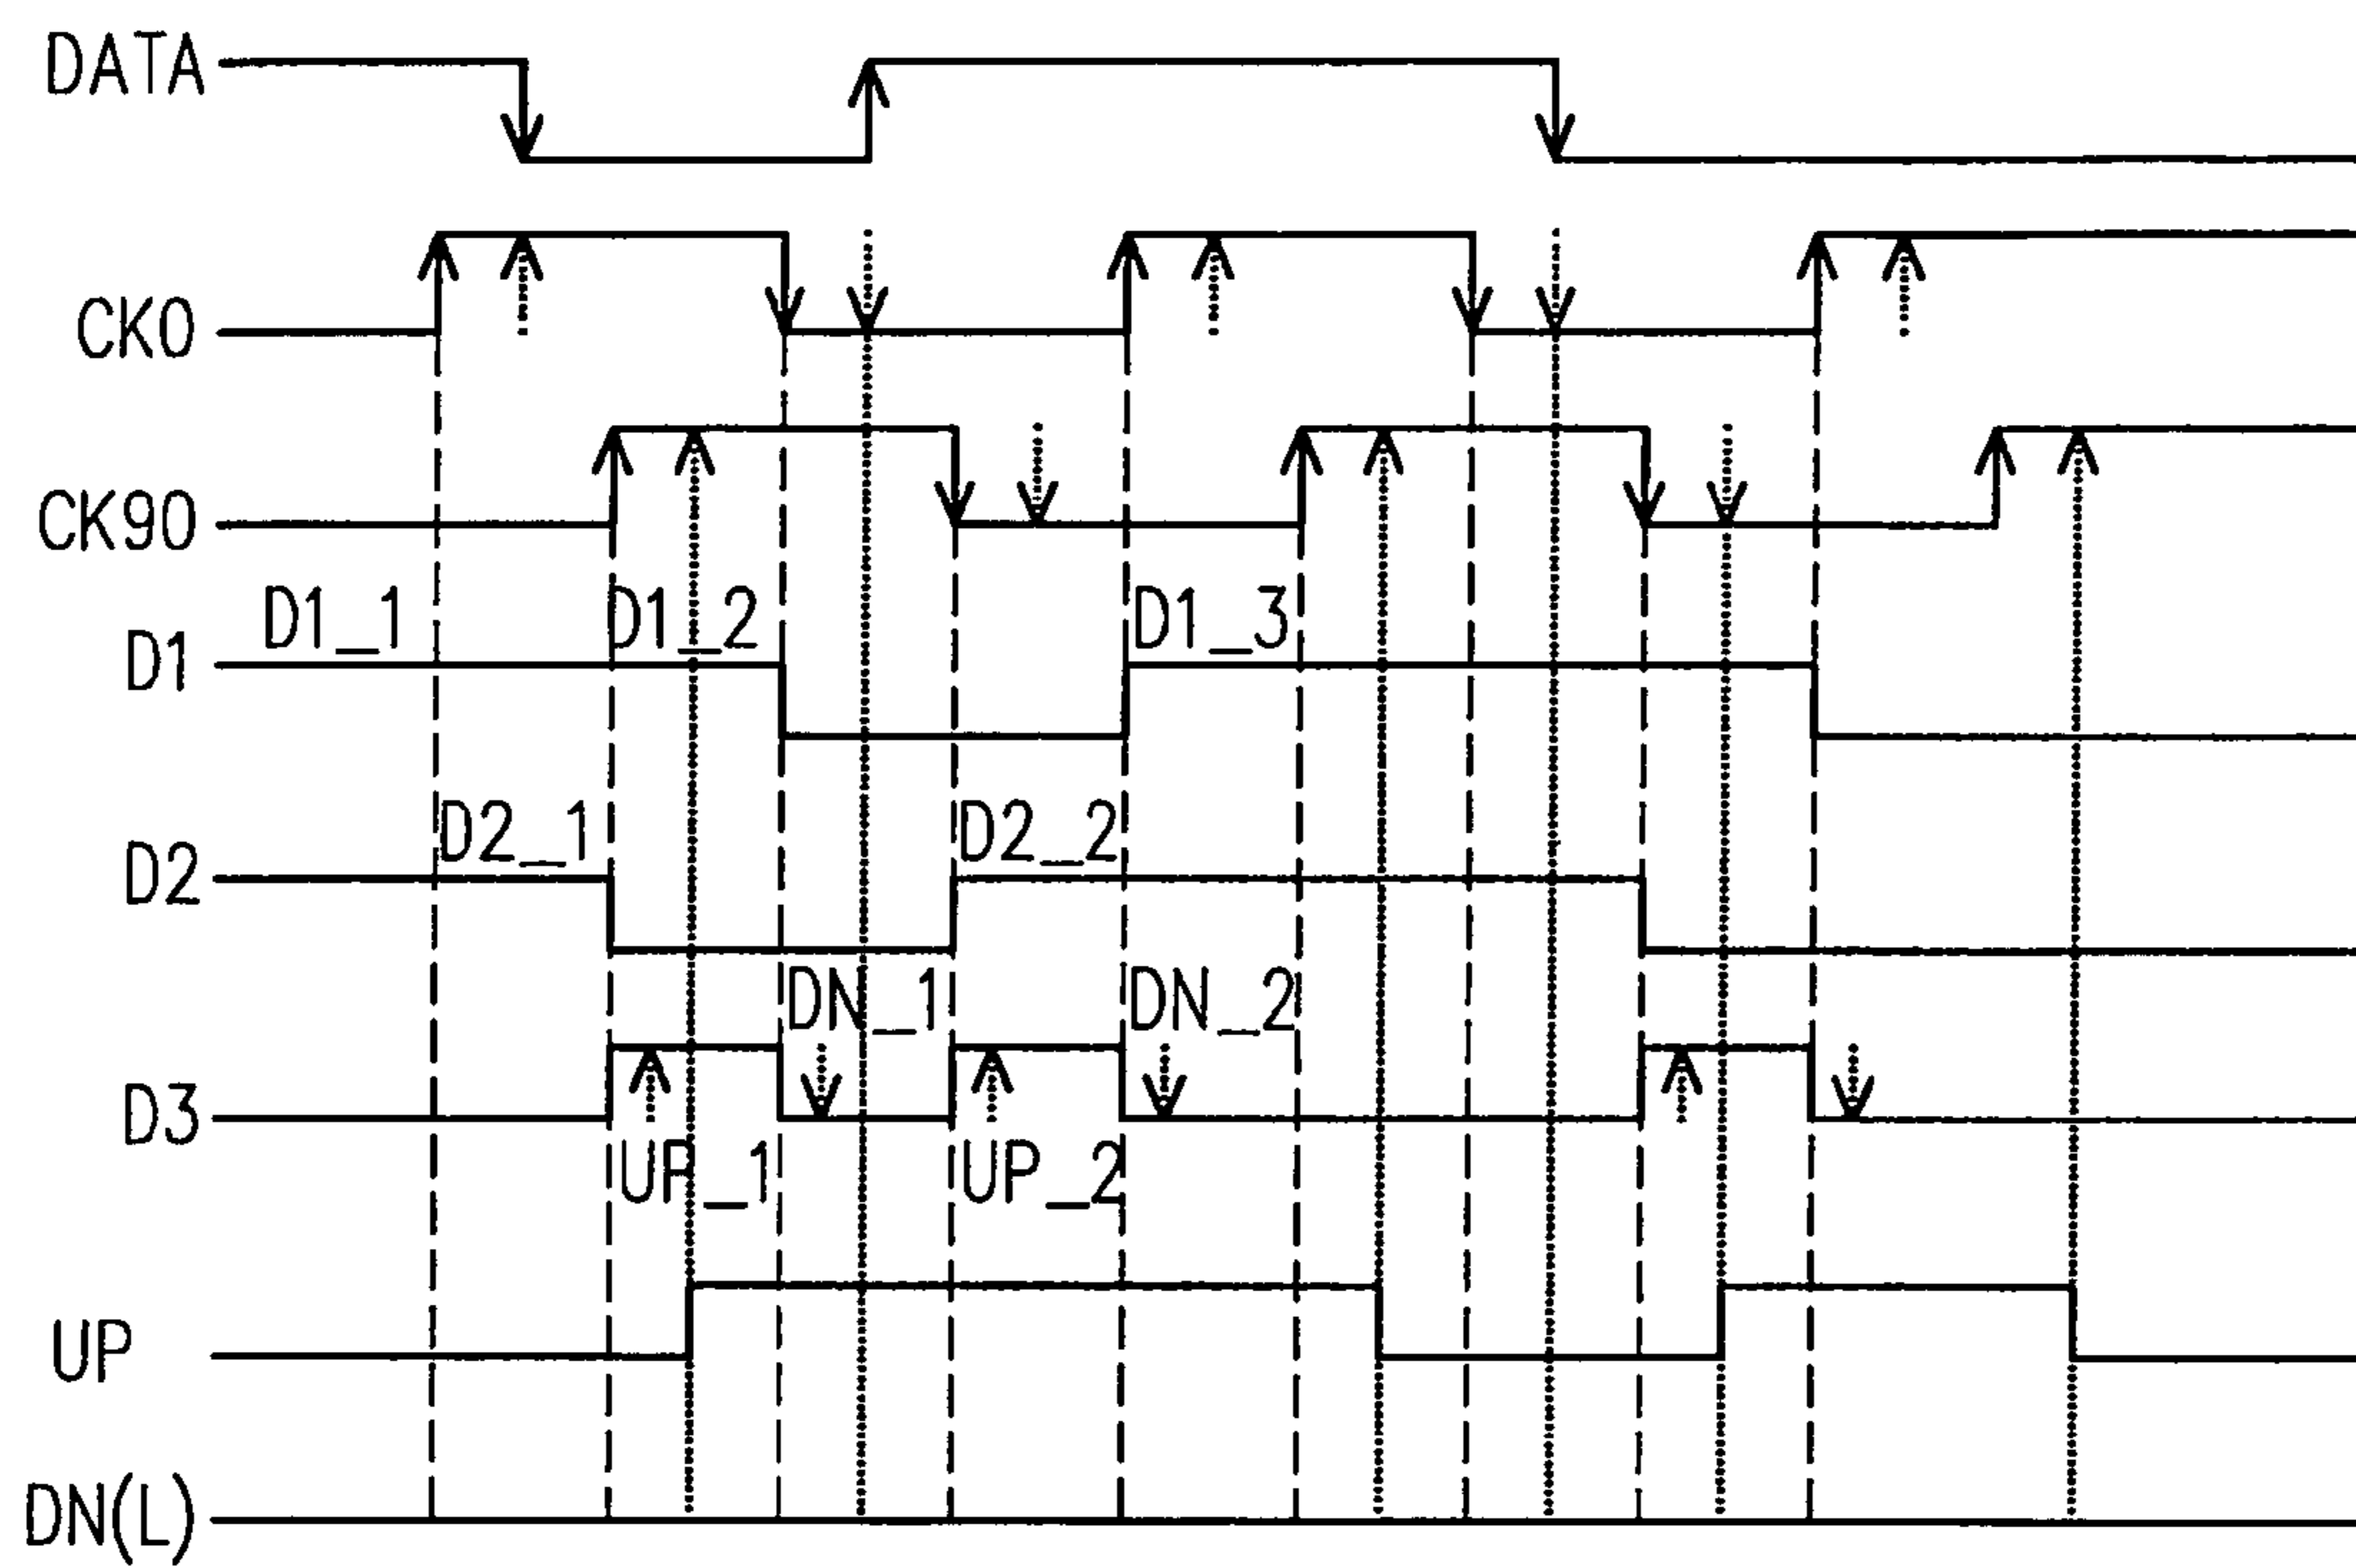 DATA
CK0
CK90
D1_1 D1_2 D1_3
D1
D2_1 D2_2
D2
DN_1 DN_2
D3
UP_1 UP_2
UP
DN(L)